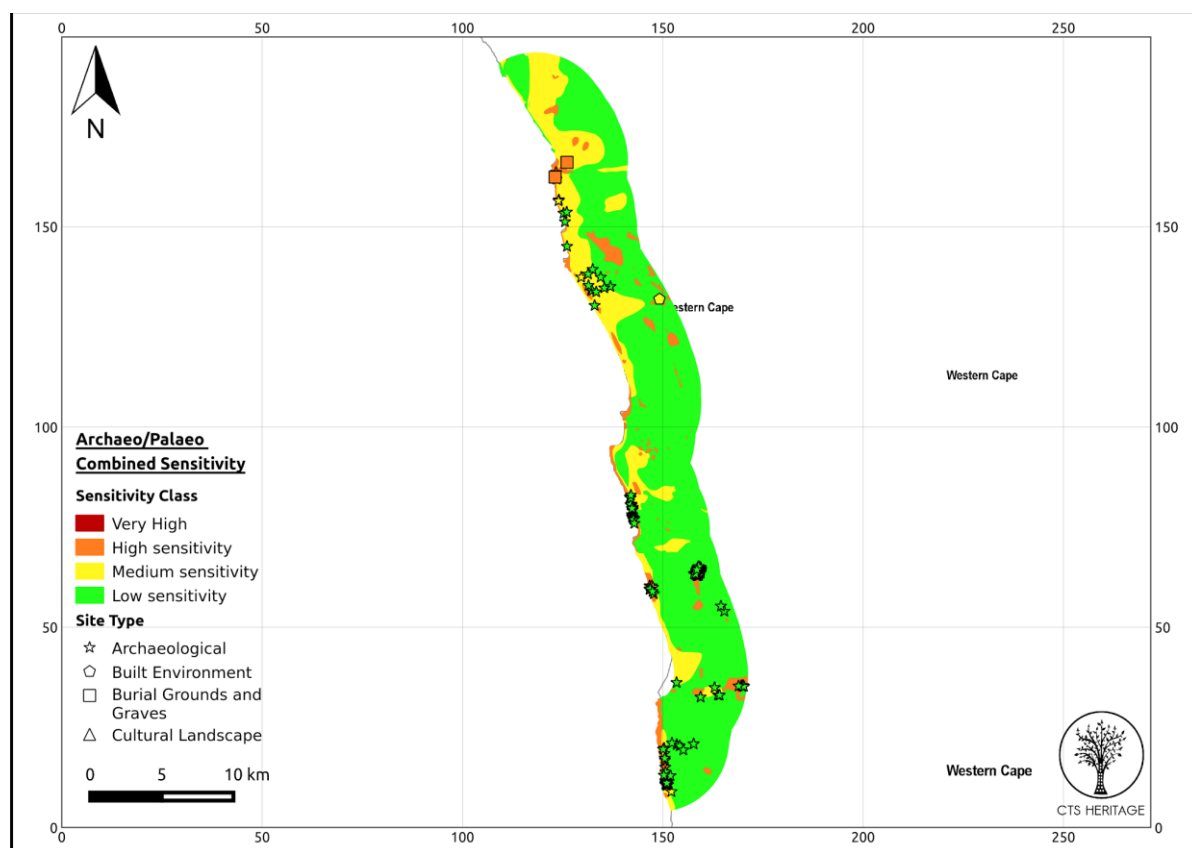 0 50 100 150 200 250
N
150 150
estern Cape
Western Cape
100 100
Archaeo/Palaeo
Combined Sensitivity
Sensitivity Class
Very High
High sensitivity
Medium sensitivity
Low sensitivity
50 50
Site Type
Archaeological
Built Environment
Burial Grounds and
Graves
Cultural Landscape
Western Cape
0 5 10 km
CTS HERITAGE
0 0
0 50 100 150 200 250